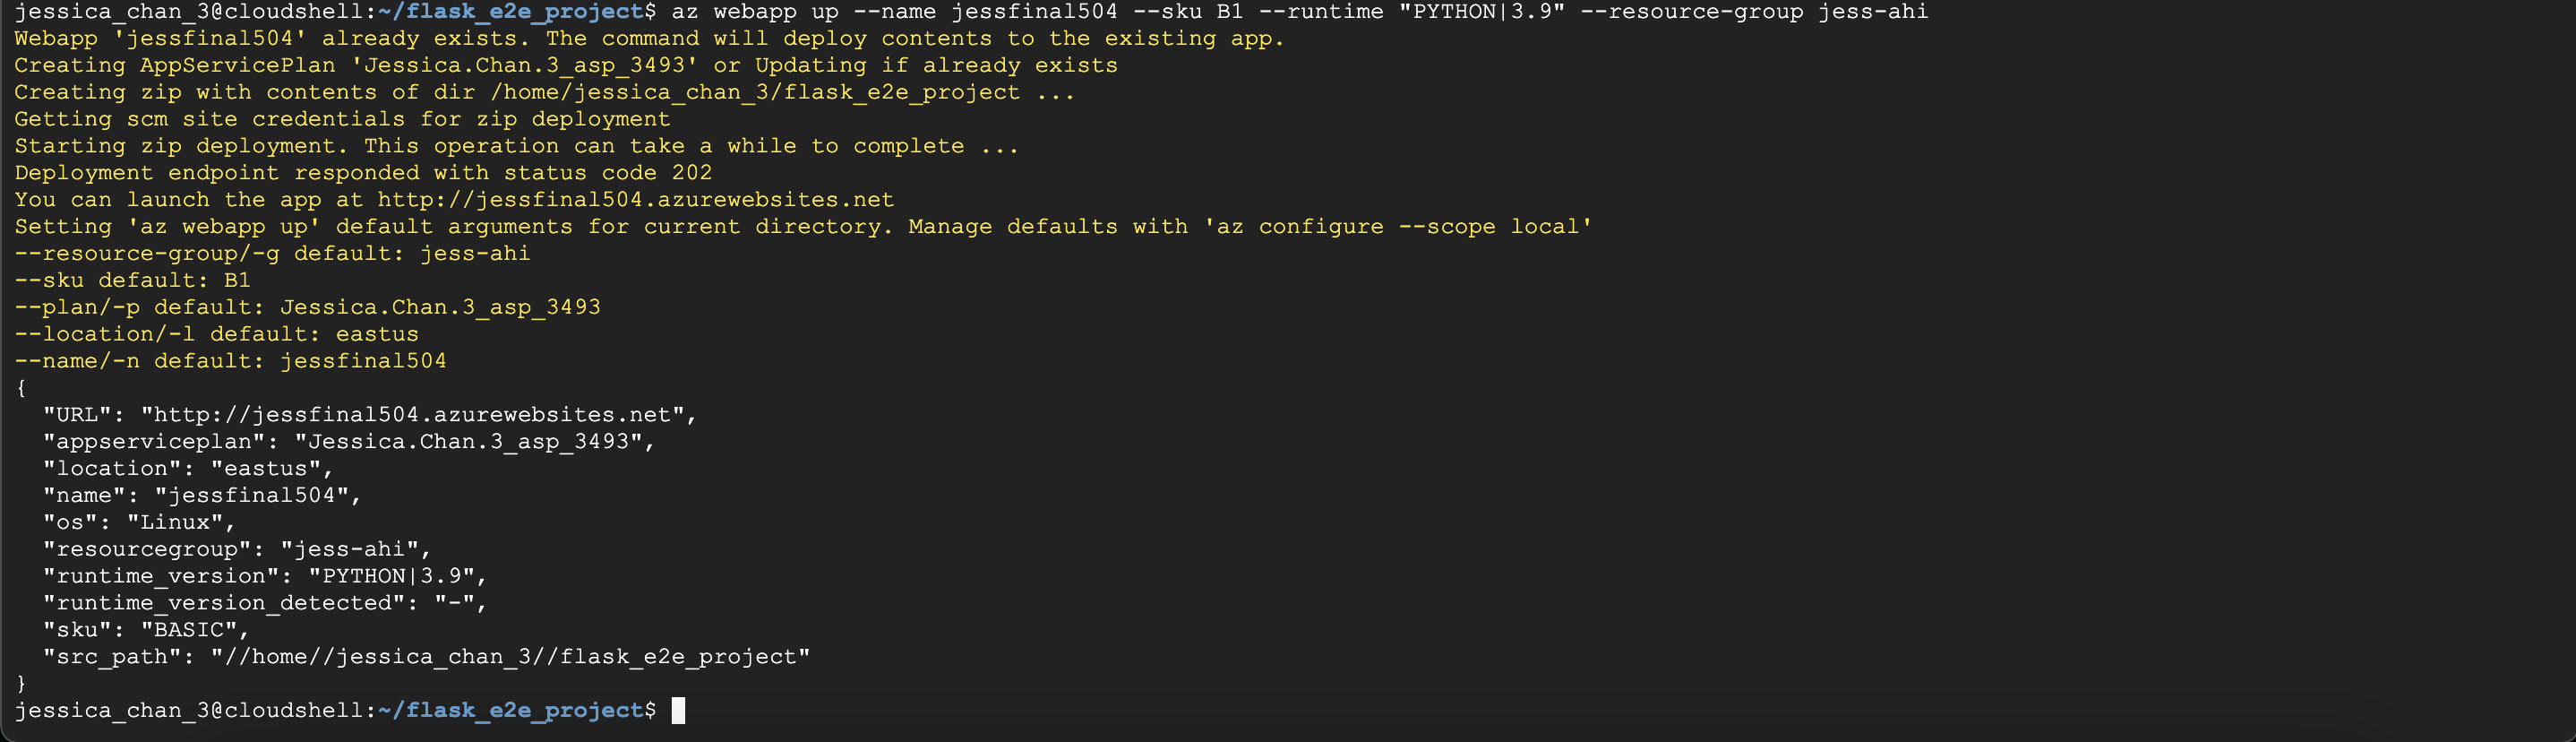 jessica_chan_3@cloudshell:~/flask_e2e_project$ az webapp up --name jessfinal504 --sku B1 --runtime "PYTHON|3.9" --resource-group jess-ahi
Webapp 'jessfinal504' already exists. The command will deploy contents to the existing app.
Creating AppServicePlan 'Jessica.Chan.3_asp_3493' or Updating if already exists
Creating zip with contents of dir /home/jessica_chan_3/flask_e2e_project ...
Getting scm site credentials for zip deployment
Starting zip deployment. This operation can take a while to complete ...
Deployment endpoint responded with status code 202
You can launch the app at http://jessfinal504.azurewebsites.net
Setting 'az webapp up' default arguments for current directory. Manage defaults with 'az configure --scope local'
--resource-group/-g default: jess-ahi
--sku default: B1
--plan/-p default: Jessica.Chan.3_asp_3493
--location/-l default: eastus
--name/-n default: jessfinal504
{
  "URL": "http://jessfinal504.azurewebsites.net",
  "appserviceplan": "Jessica.Chan.3_asp_3493",
  "location": "eastus",
  "name": "jessfinal504",
  "os": "Linux",
  "resourcegroup": "jess-ahi",
  "runtime_version": "PYTHON|3.9",
  "runtime_version_detected": "-",
  "sku": "BASIC",
  "src_path": "//home//jessica_chan_3//flask_e2e_project"
}
jessica_chan_3@cloudshell:~/flask_e2e_project$